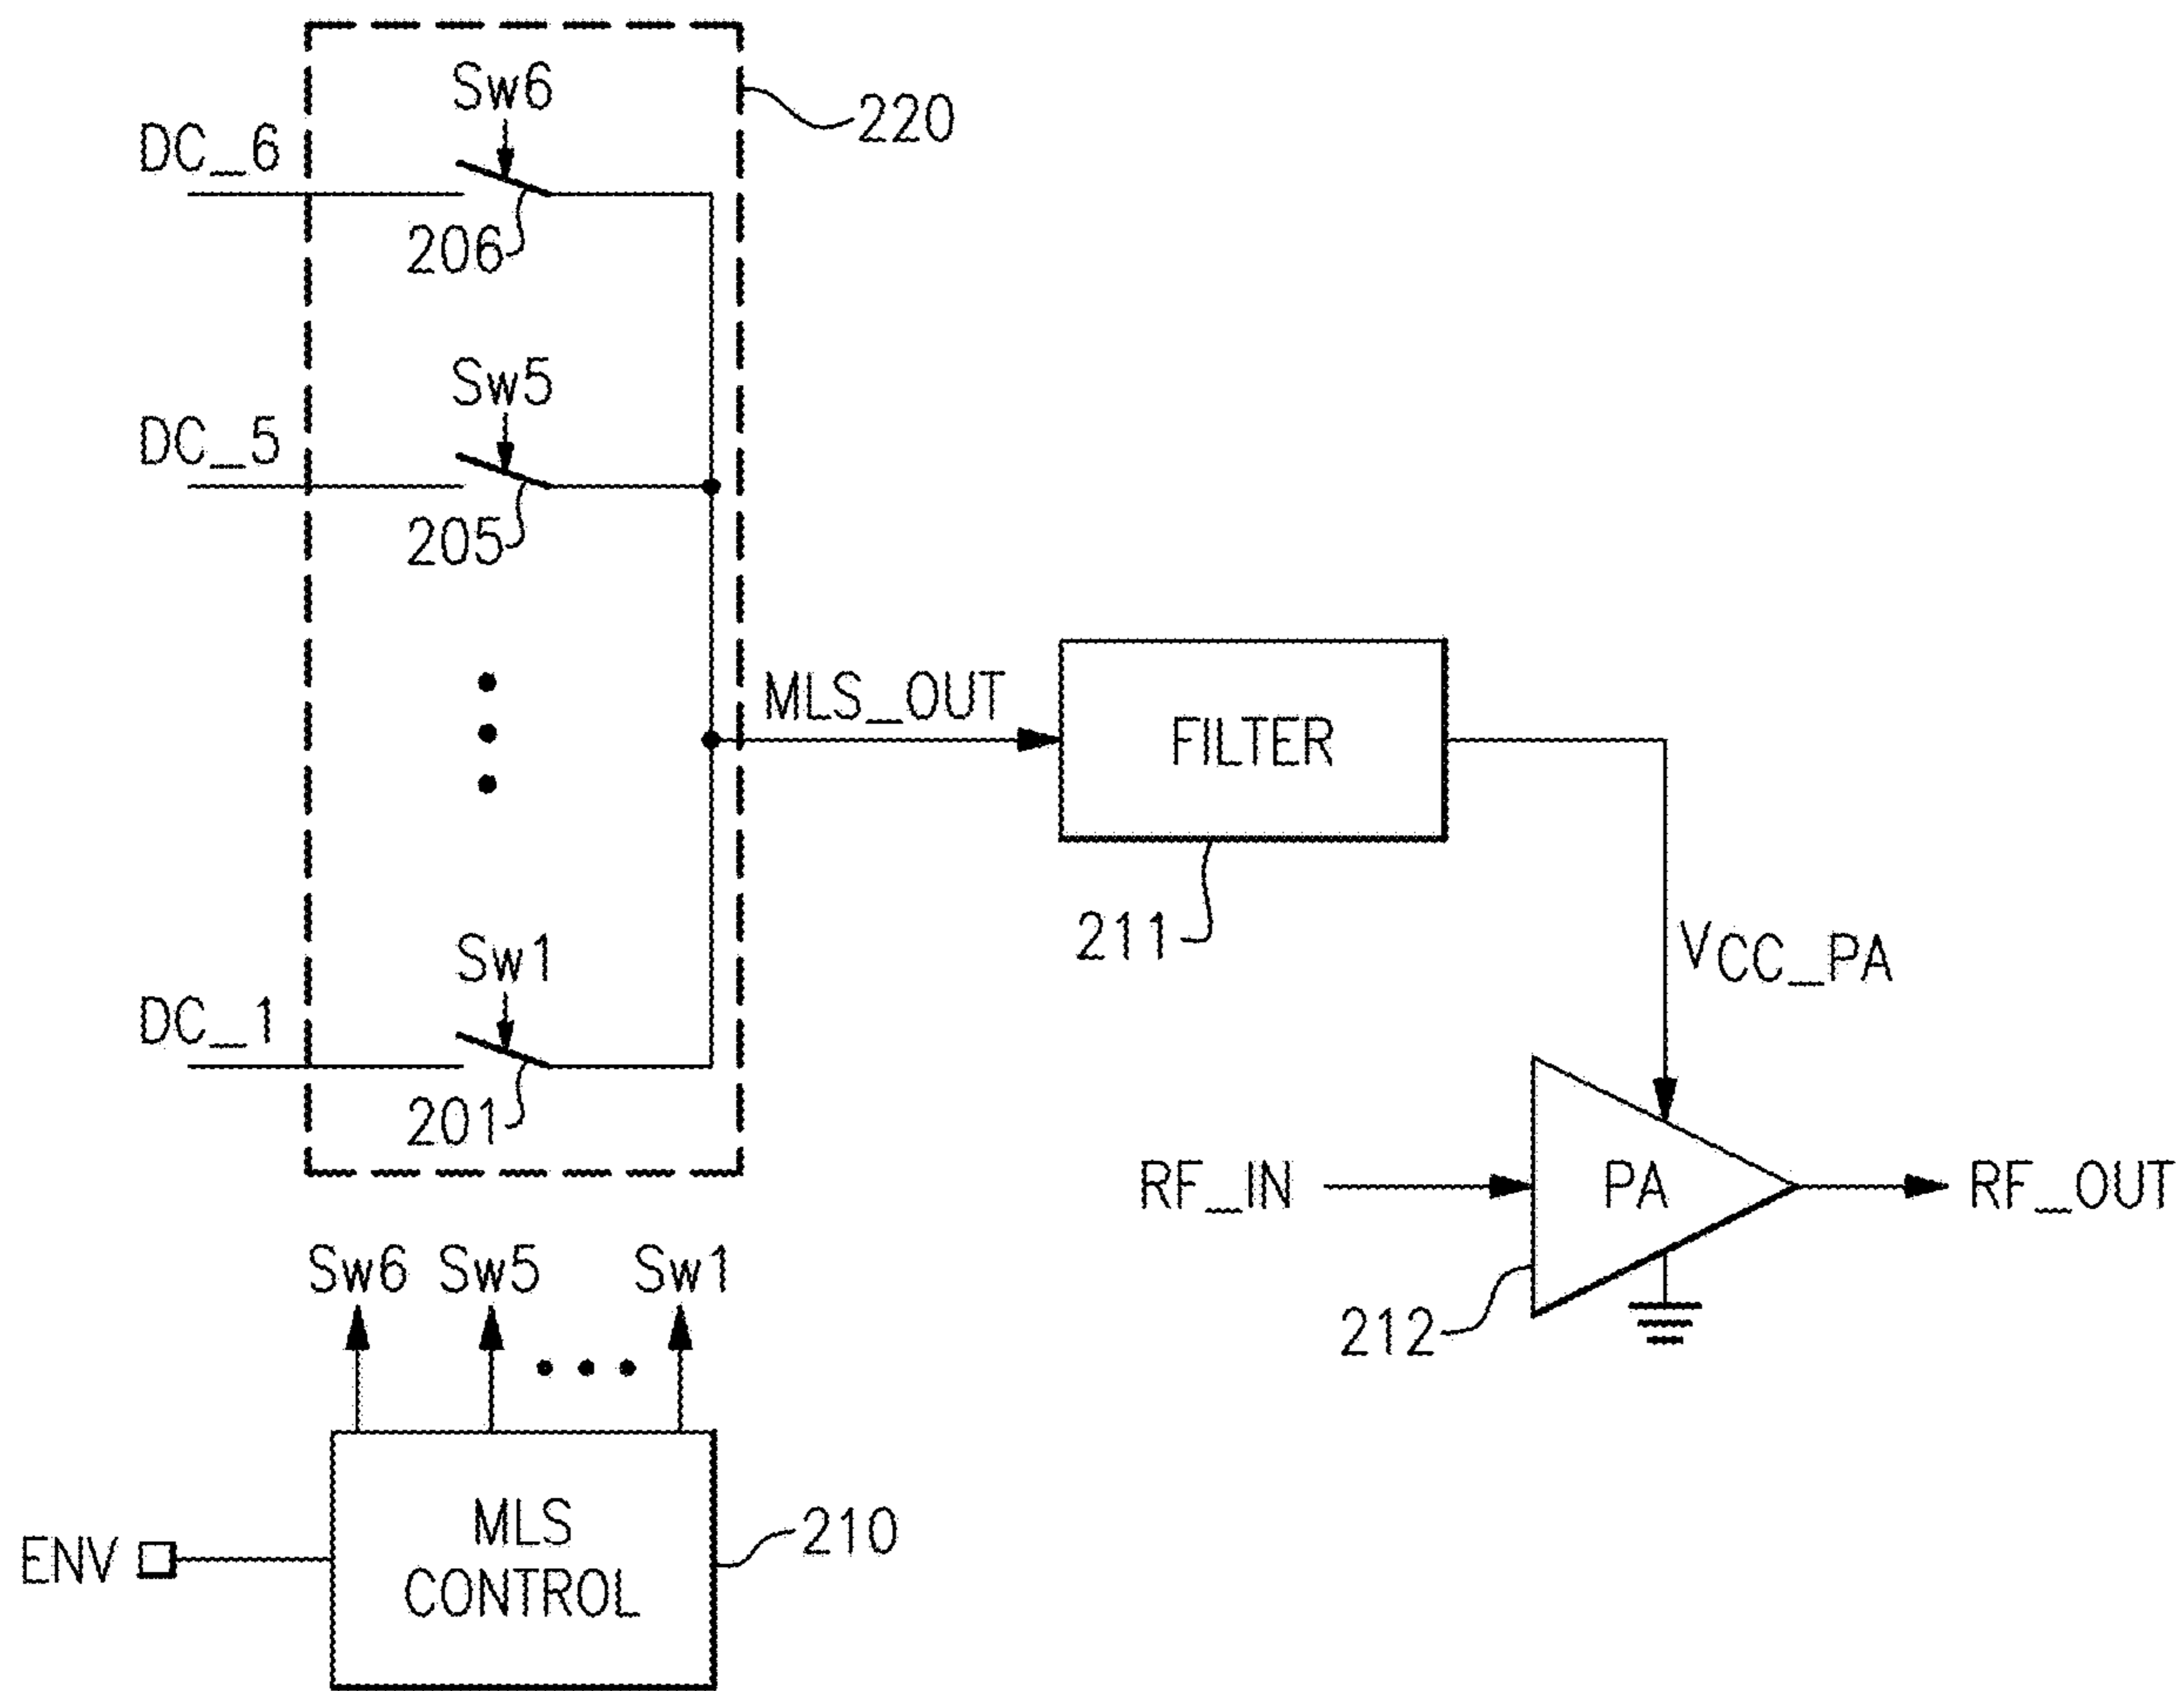 Sw6
220
DC_6
206
Sw5
DC_5
205
MLS_OUT
FILTER
211
Sw1
VCC_PA
DC_1
201
RF_IN
PA
RF_OUT
212
Sw6 Sw5 Sw1
MLS
CONTROL
210
ENV